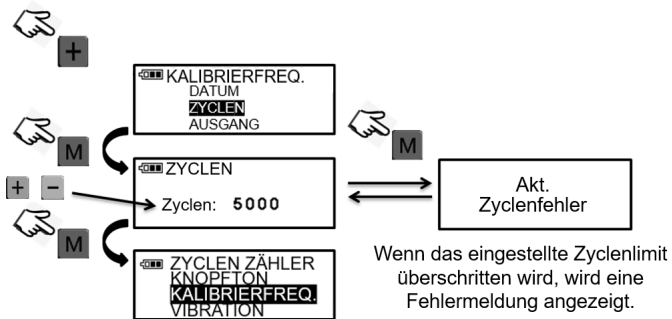 +
KALIBRIERFREQ.
DATUM
ZYCLEN
AUSGANG
M
M
ZYCLEN
+ -
Zyclen: 5000
Akt.
Zyclenfehler
M
ZYCLEN ZÄHLER
KNOPFTON
KALIBRIERFREQ.
VIBRATION
Wenn das eingestellte Zyclenlimit
überschritten wird, wird eine
Fehlermeldung angezeigt.